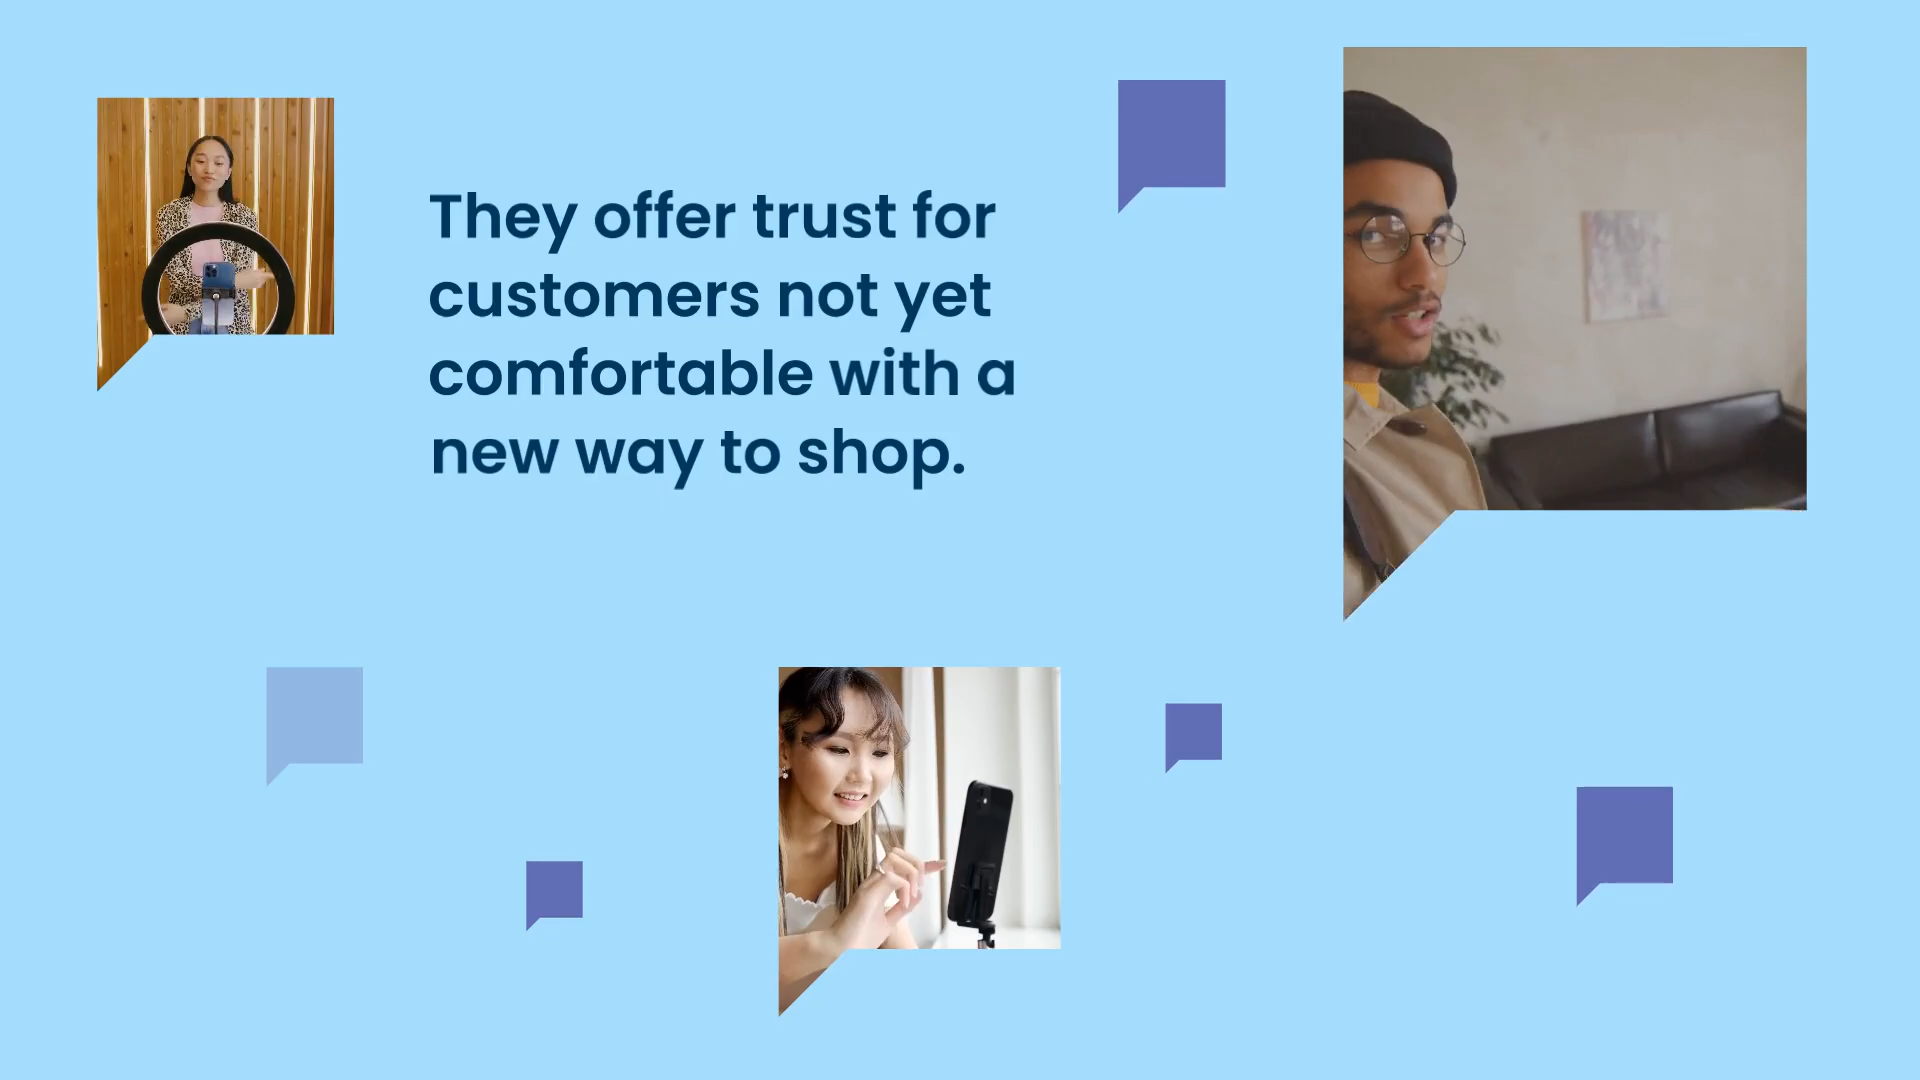 They offer trust for
customers not yet
comfortable with a
new way to shop.